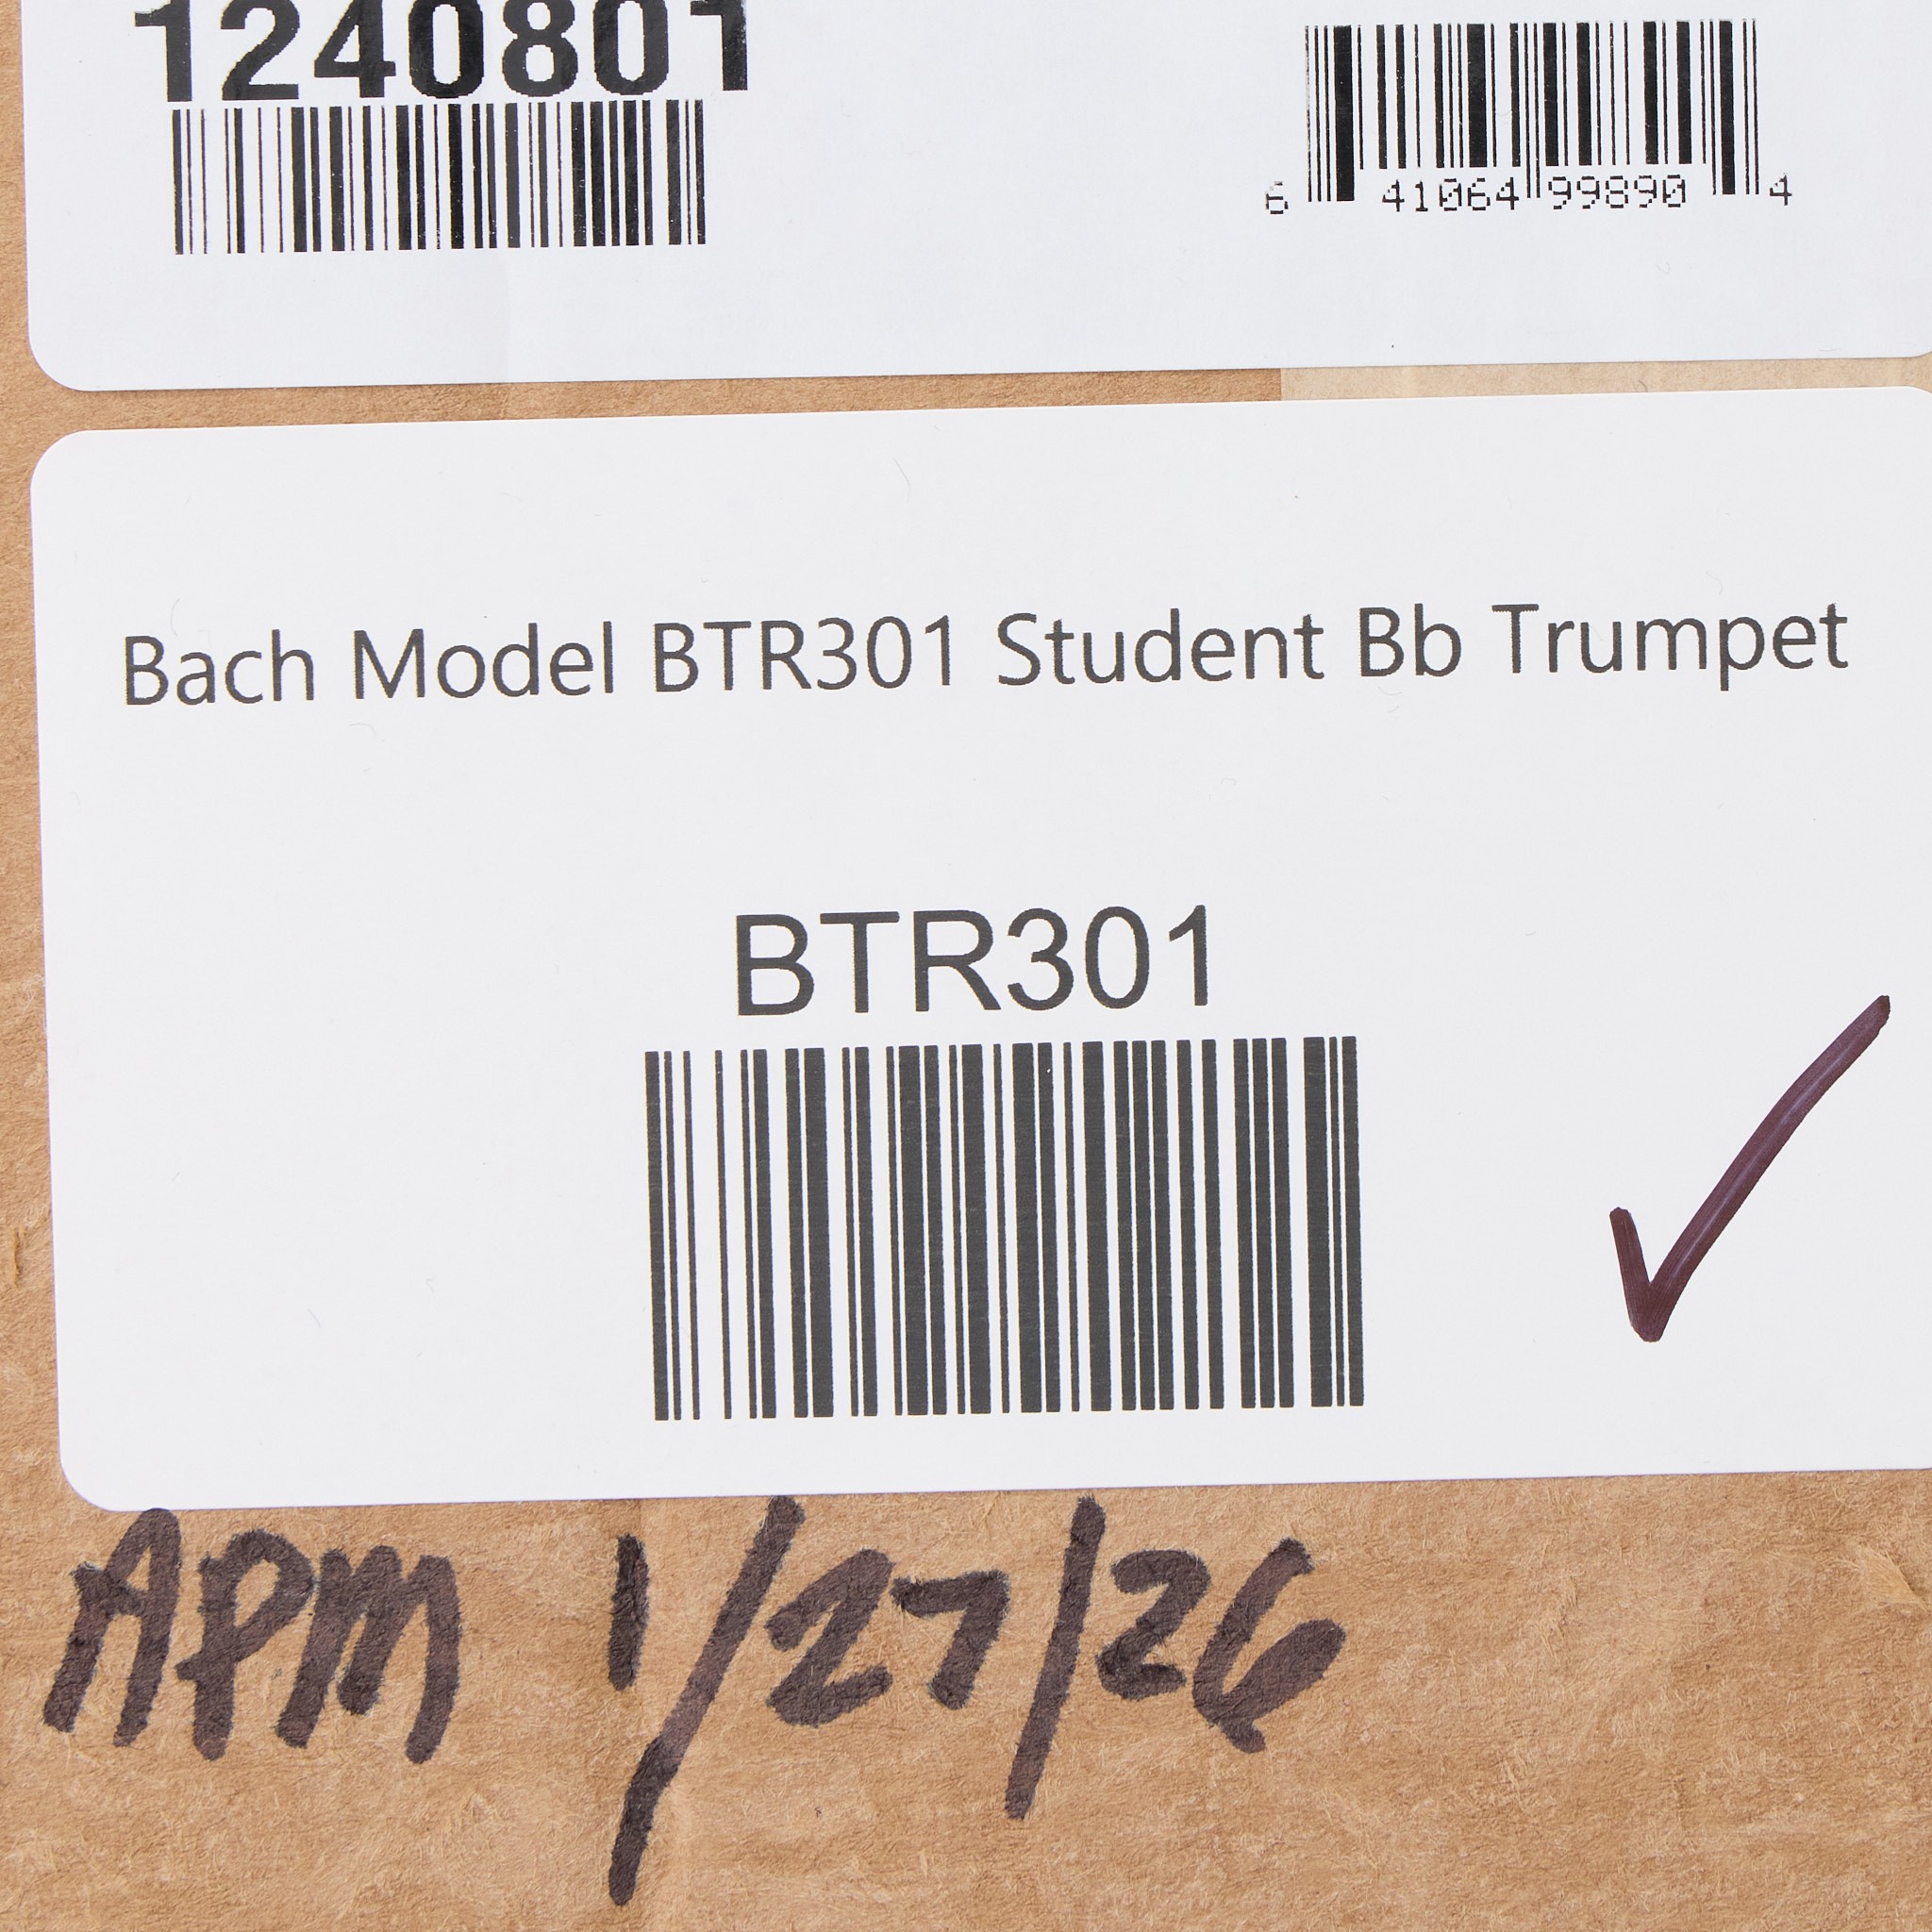 1240801
6 41064 99890 4
Bach Model BTR301 Student Bb Trumpet
BTR301
APM 1/27/26